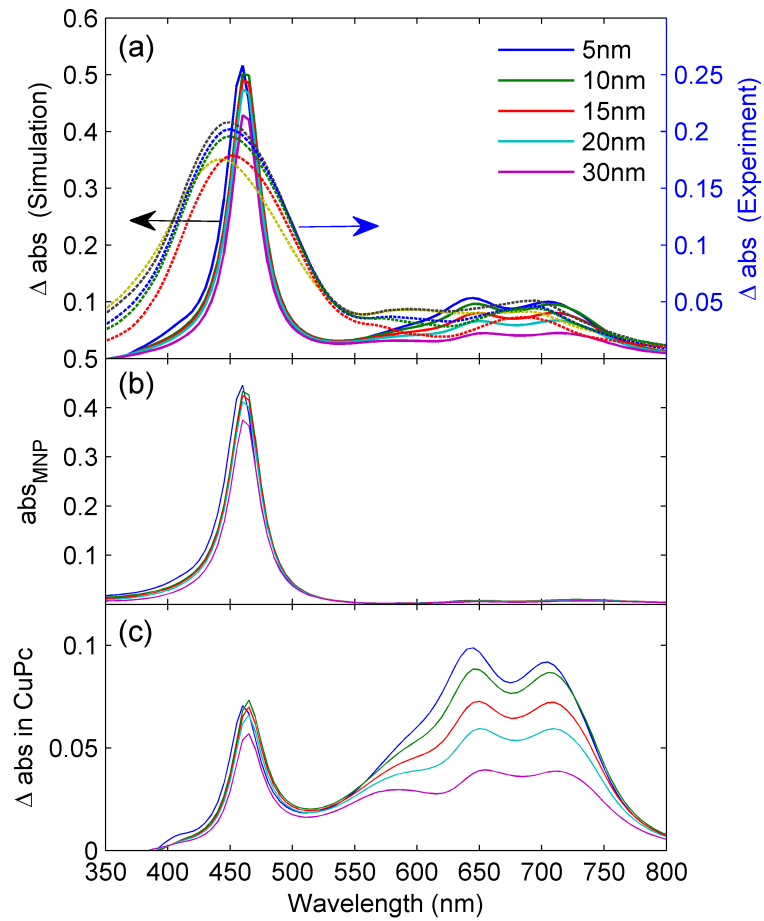 (a)
0.6
0.5
0.4
0.3
0.2
0.1
Δ abs (Simulation)
5nm
10nm
15nm
20nm
30nm
0.25
0.2
0.15
0.1
0.05
Δ abs (Experiment)
(b)
0.5
0.4
0.3
0.2
0.1
absMNP
(c)
0.1
0.05
0
Δ abs in CuPc
350 400 450 500 550 600 650 700 750 800
Wavelength (nm)